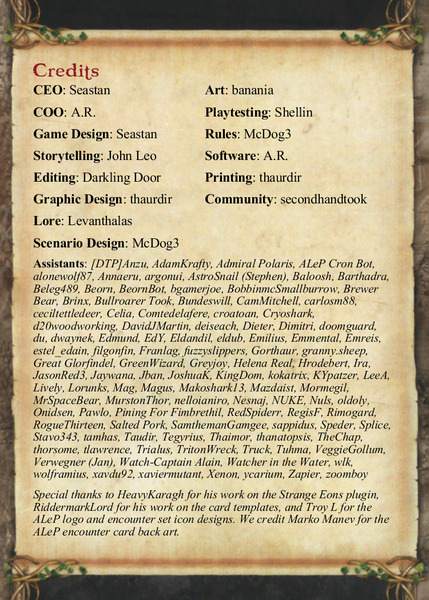 Credits
CEO: Seastan
COO: A.R.
Game Design: Seastan
Storytelling: John Leo
Editing: Darkling Door
Graphic Design: thaurdir
Lore: Levanthalas
Scenario Design: McDog3
Art: banania
Playtesting: Shellin
Rules: McDog3
Software: A.R.
Printing: thaurdir
Community: secondhandtook
Assistants: [DTP]Anzu, AdamKrafty, Admiral Polaris, ALeP Cron Bot,
alonewolf87, Annaeru, argonui, AstroSnail (Stephen), Baloosh, Barthadra,
Beleg489, Beorn, BeornBot, bgamerjoe, BobbinmcSmallburrow, Brewer
Bear, Brinx, Bullroarer Took, Bundeswill, CamMitchell, carlosm88,
ceciltettledeer, Celia, Comtedelafere, croatoan, Cryoshark,
d20woodworking, DavidJMartin, deiseach, Dieter, Dimitri, doomguard,
du, dwaynek, Edmund, EdY, Eldandil, eldub, Emilius, Emmental, Emreis,
estel_edain, filgonfin, Franlag, fuzzyslippers, Gorthaur, granny.sheep,
Great Glorfindel, GreenWizard, Greyjoy, Helena Real, Hrodebert, Ira,
JasonRed3, Jaywana, Jban, JoshuaK, KingDom, kokatrix, KYpatzer, LeeA,
Lively, Lorunks, Mag, Magus, Makoshark13, Mazdaist, Mormegil,
MrSpaceBear, MurstonThor, nelloianiro, Nesnaj, NUKE, Nuls, oldoly,
Onidsen, Pawlo, Pining For Fimbrethil, RedSpiderr, RegisF, Rimogard,
RogueThirteen, Salted Pork, SamthemanGamgee, sappidus, Speder, Splice,
Stavo343, tamhas, Taudir, Tegyrius, Thaimor, thanatopsis, TheChap,
thorsome, tlawrence, Trialus, TritonWreck, Truck, Tuhma, VeggieGollum,
Verwegner (Jan), Watch-Captain Alain, Watcher in the Water, wlk,
wolframius, xavdu92, xaviermutant, Xenon, ycarium, Zapier, zoomboy
Special thanks to HeavyKaragh for his work on the Strange Eons plugin,
RiddermarkLord for his work on the card templates, and Troy L for the
ALeP logo and encounter set icon designs. We credit Marko Manev for the
ALeP encounter card back art.